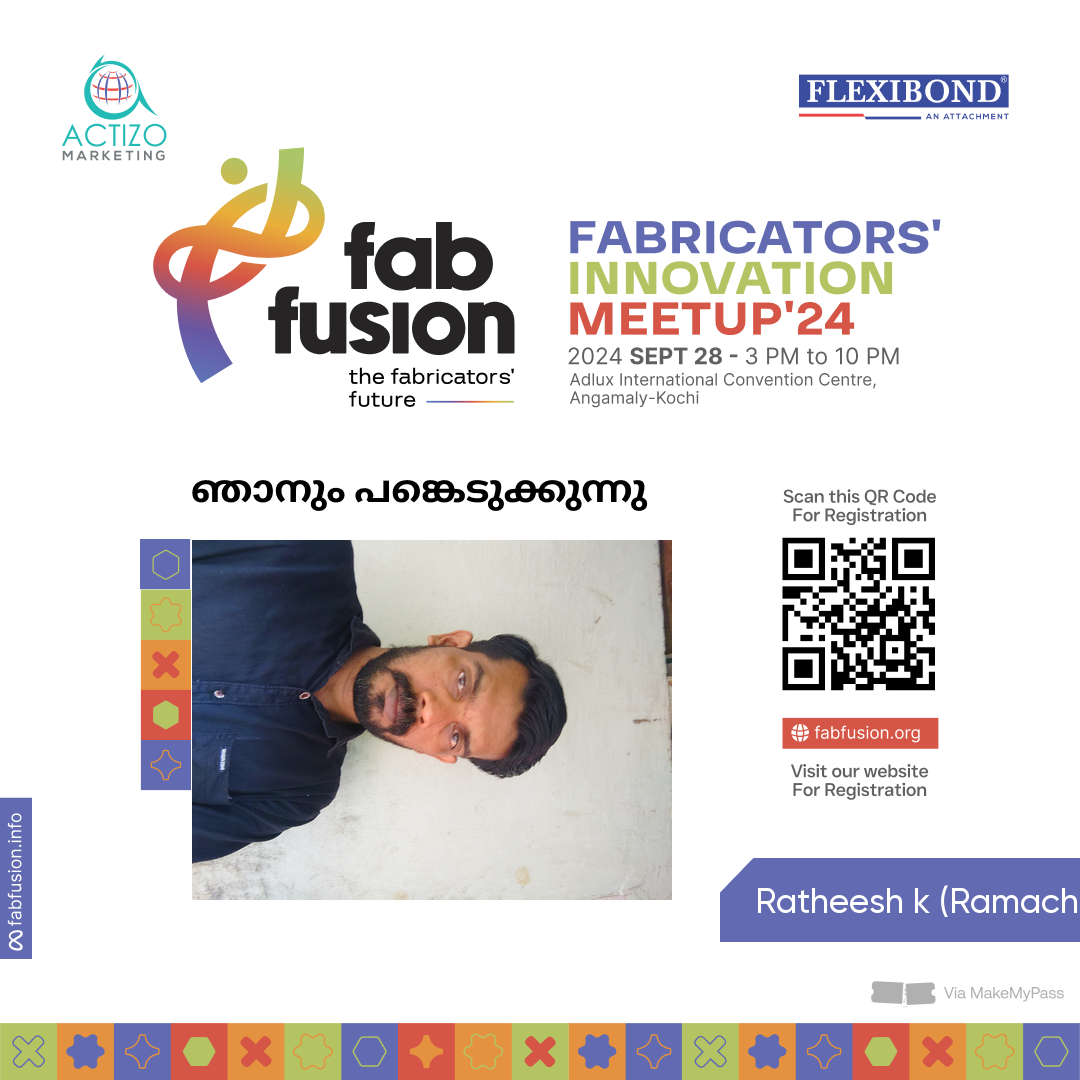 ACTIZO
MARKETING
FLEXIBOND®
AN ATTACHMENT
fab
fusion
the fabricators'
future
FABRICATORS'
INNOVATION
MEETUP'24
2024 SEPT 28 - 3 PM to 10 PM
Adlux International Convention Centre,
Angamaly-Kochi
ഞാനും പങ്കെടുക്കുന്നു
Scan this QR Code
For Registration
fabfusion.org
Visit our website
For Registration
fabfusion.info
Ratheesh k (Ramach
Via MakeMyPass